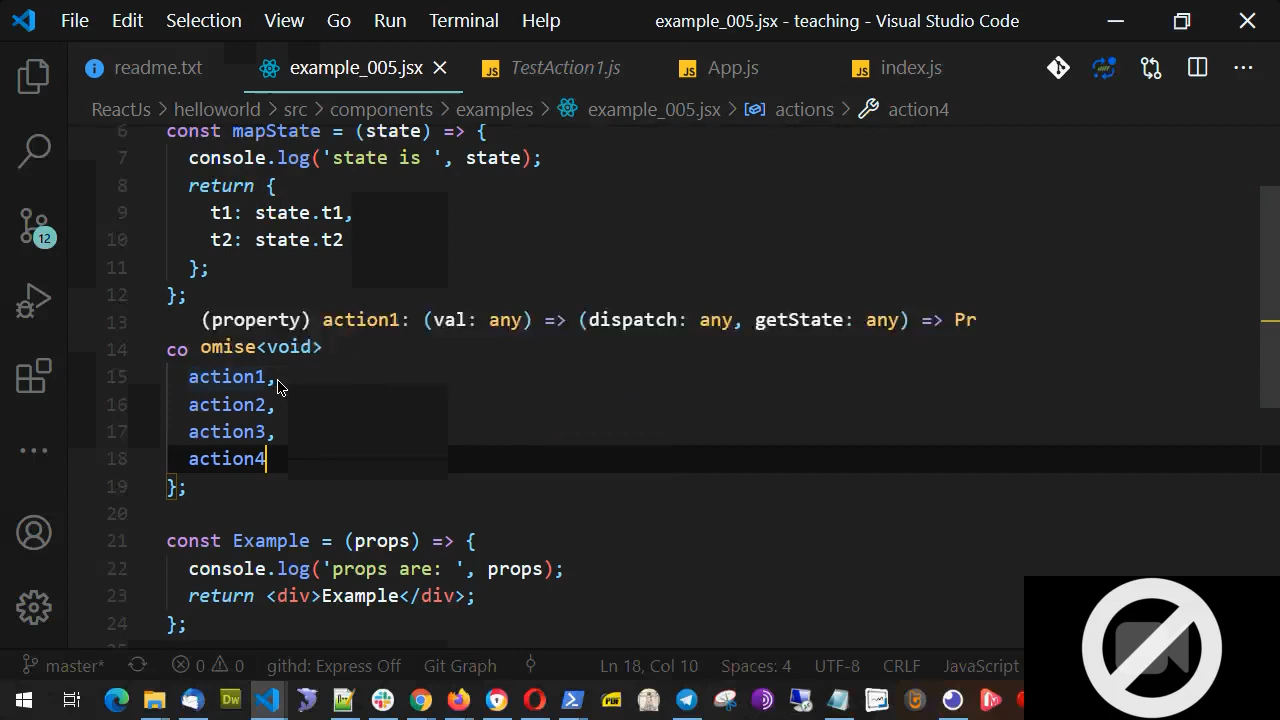 File Edit Selection View Go Run Terminal Help example_005.jsx - teaching - Visual Studio Code
readme.txt example_005.jsx JS TestAction1.js JS App.js JS index.js
ReactJs > helloworld > src > components > examples > example_005.jsx > actions > action4
6 const mapState = (state) => {
7 console.log('state is ', state);
8 return {
9 t1: state.t1,
10 t2: state.t2
11 };
12 };
13 (property) action1: (val: any) => (dispatch: any, getState: any) => Pr
14 co omise<void>
15 action1,
16 action2,
17 action3,
18 action4
19 };
20
21 const Example = (props) => {
22 console.log('props are: ', props);
23 return <div>Example</div>;
24 };
12
master* 0 0 githd: Express Off Git Graph Ln 18, Col 10 Spaces: 4 UTF-8 CRLF JavaScript
Dw